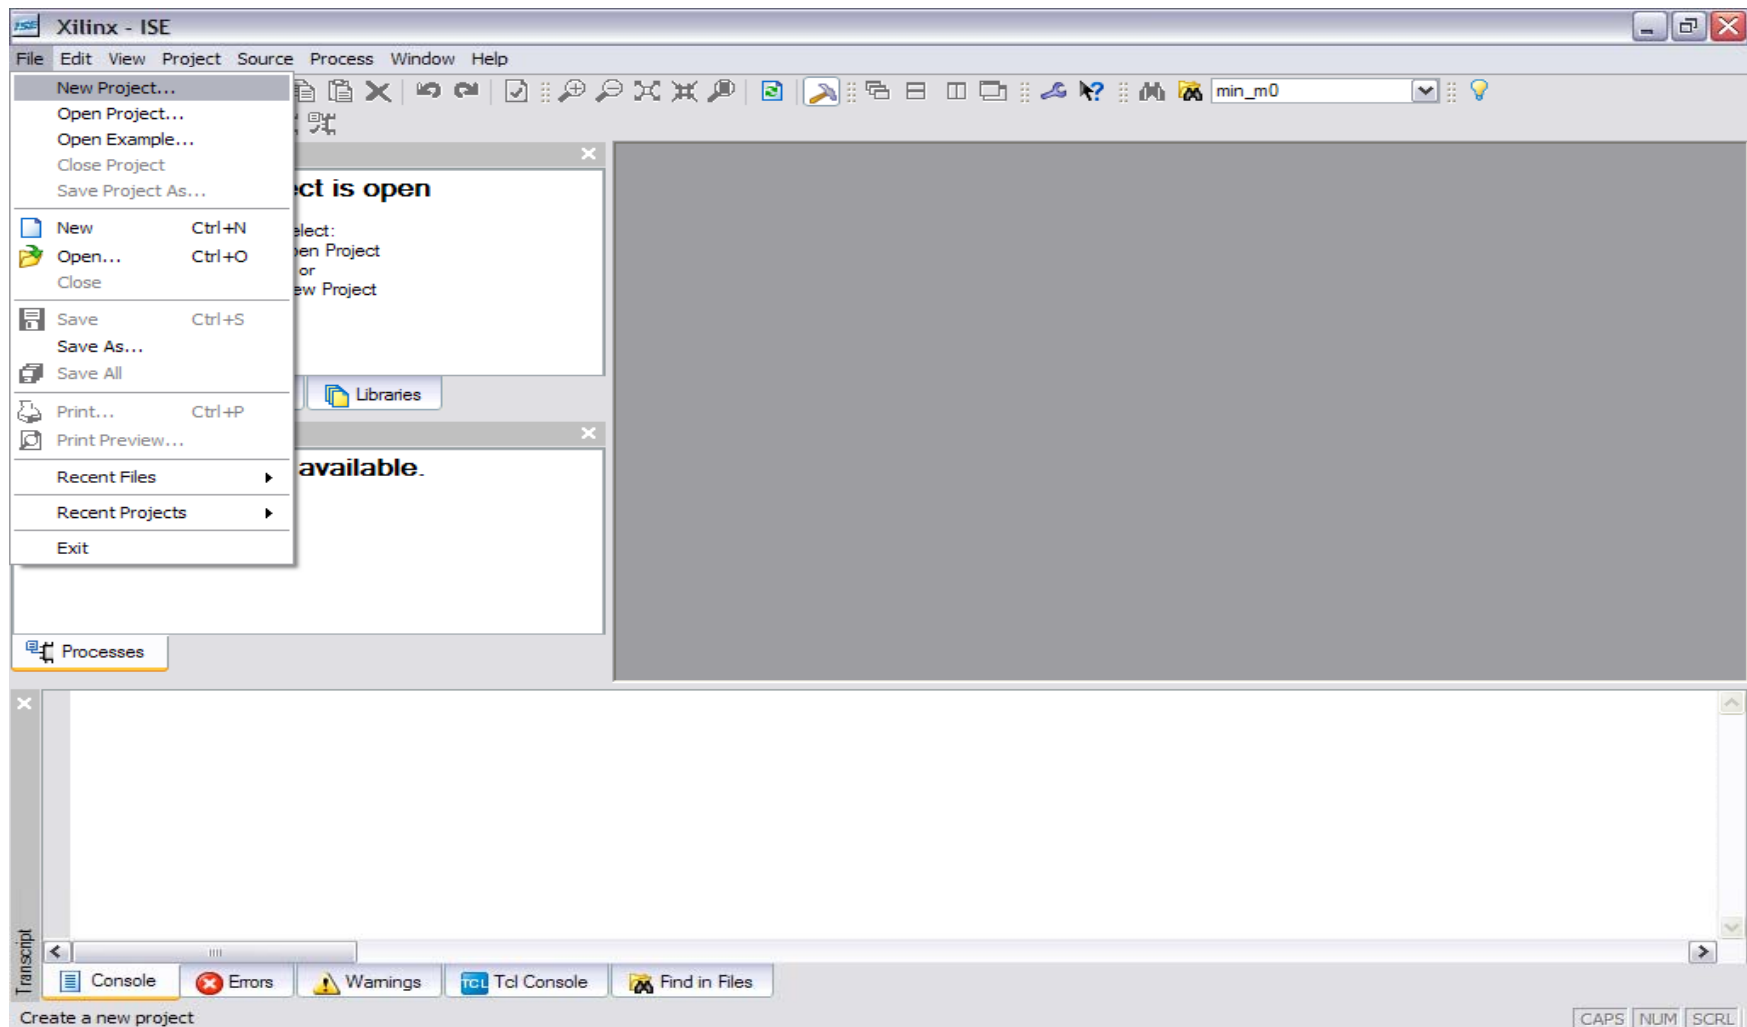 ISE Xilinx - ISE
File Edit View Project Source Process Window Help
New Project...
Open Project...
Open Example...
Close Project
Save Project As...
New Ctrl+N
Open... Ctrl+O
Close
Save Ctrl+S
Save As...
Save All
Print... Ctrl+P
Print Preview...
Recent Files
Recent Projects
Exit
min_m0
ct is open
elect:
en Project
or
ew Project
Libraries
available.
Processes
Transcript
Console Errors Warnings TCL Tcl Console Find in Files
Create a new project CAPS NUM SCRL